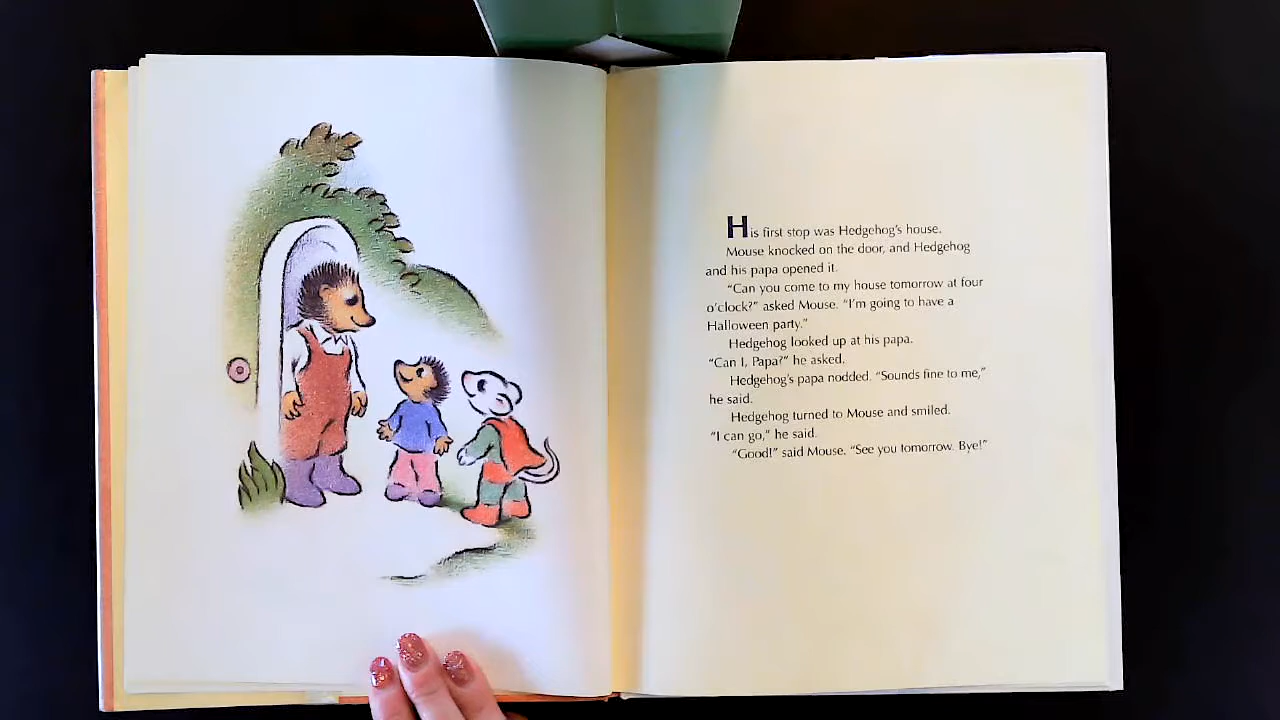 His first stop was Hedgehog's house.
Mouse knocked on the door, and Hedgehog
and his papa opened it.
"Can you come to my house tomorrow at four
o'clock?" asked Mouse. "I'm going to have a
Halloween party."
Hedgehog looked up at his papa.
"Can I, Papa?" he asked.
Hedgehog's papa nodded. "Sounds fine to me,"
he said.
Hedgehog turned to Mouse and smiled.
"I can go," he said.
"Good!" said Mouse. "See you tomorrow. Bye!"